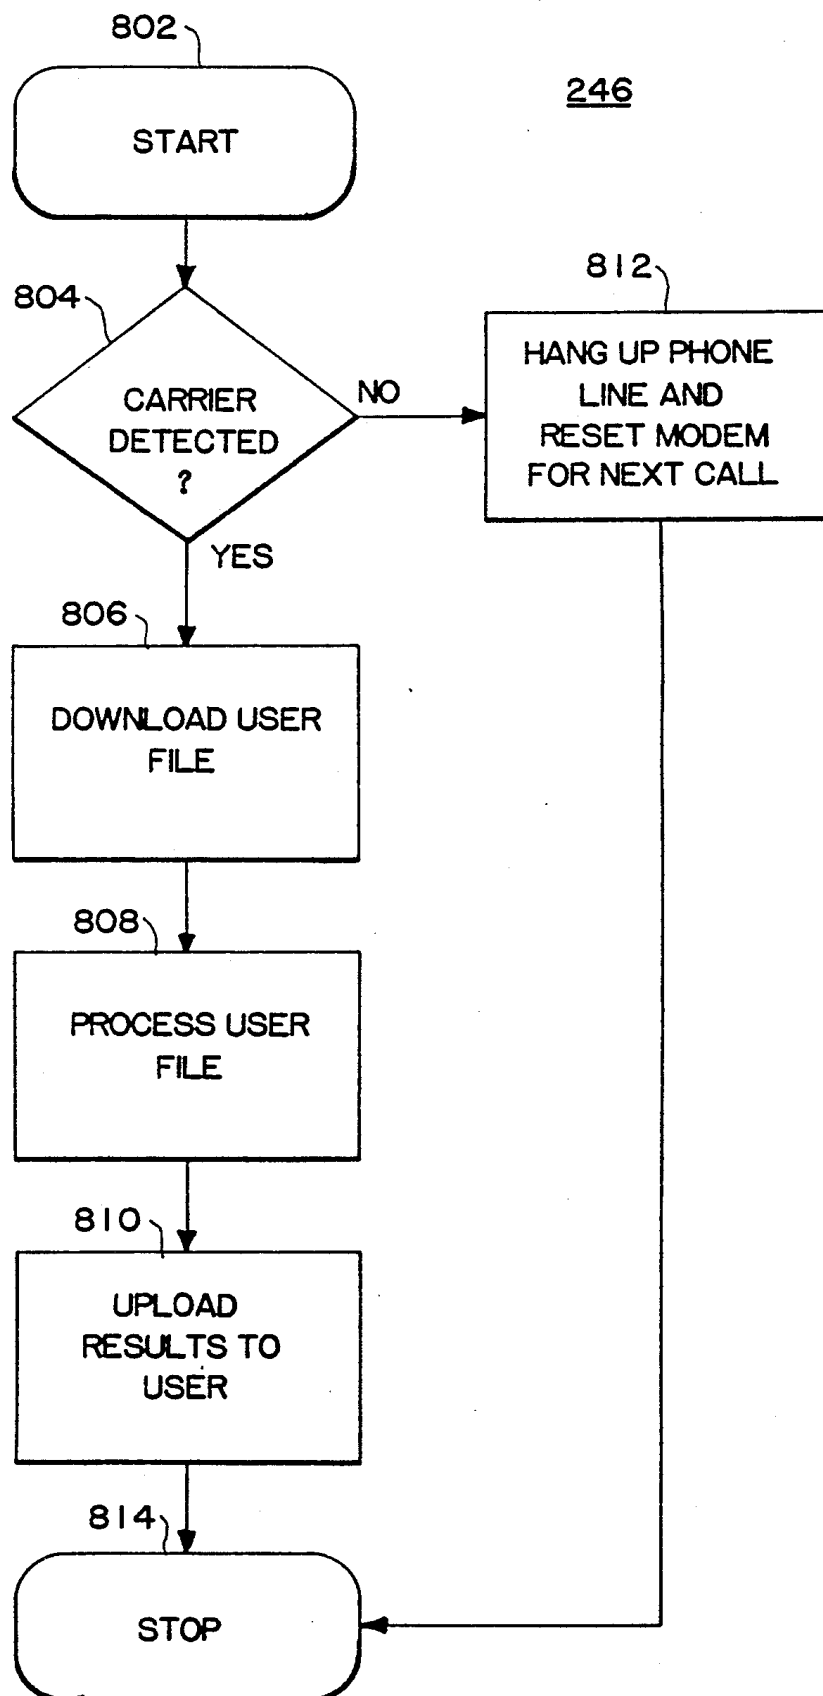 802
246
START
804
812
CARRIER
DETECTED
?
NO
HANG UP PHONE
LINE AND
RESET MODEM
FOR NEXT CALL
YES
806
DOWNLOAD USER
FILE
808
PROCESS USER
FILE
810
UPLOAD
RESULTS TO
USER
814
STOP